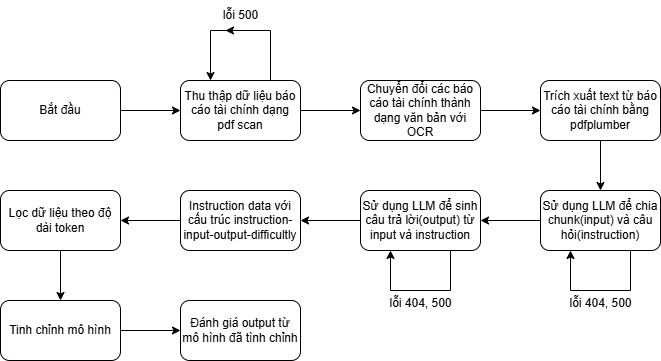 lỗi 500
Bắt đầu
Thu thập dữ liệu báo
cáo tài chính dạng
pdf scan
Chuyển đổi các báo
cáo tài chính thành
dạng văn bản với
OCR
Trích xuất text từ báo
cáo tài chính bằng
pdfplumber
Lọc dữ liệu theo độ
dài token
Instruction data với
cấu trúc instruction-
input-output-difficultly
Sử dụng LLM để sinh
câu trả lời(output) từ
input và instruction
Sử dụng LLM để chia
chunk(input) và câu
hỏi(instruction)
lỗi 404, 500
lỗi 404, 500
Tinh chỉnh mô hình
Đánh giá output từ
mô hình đã tinh chỉnh